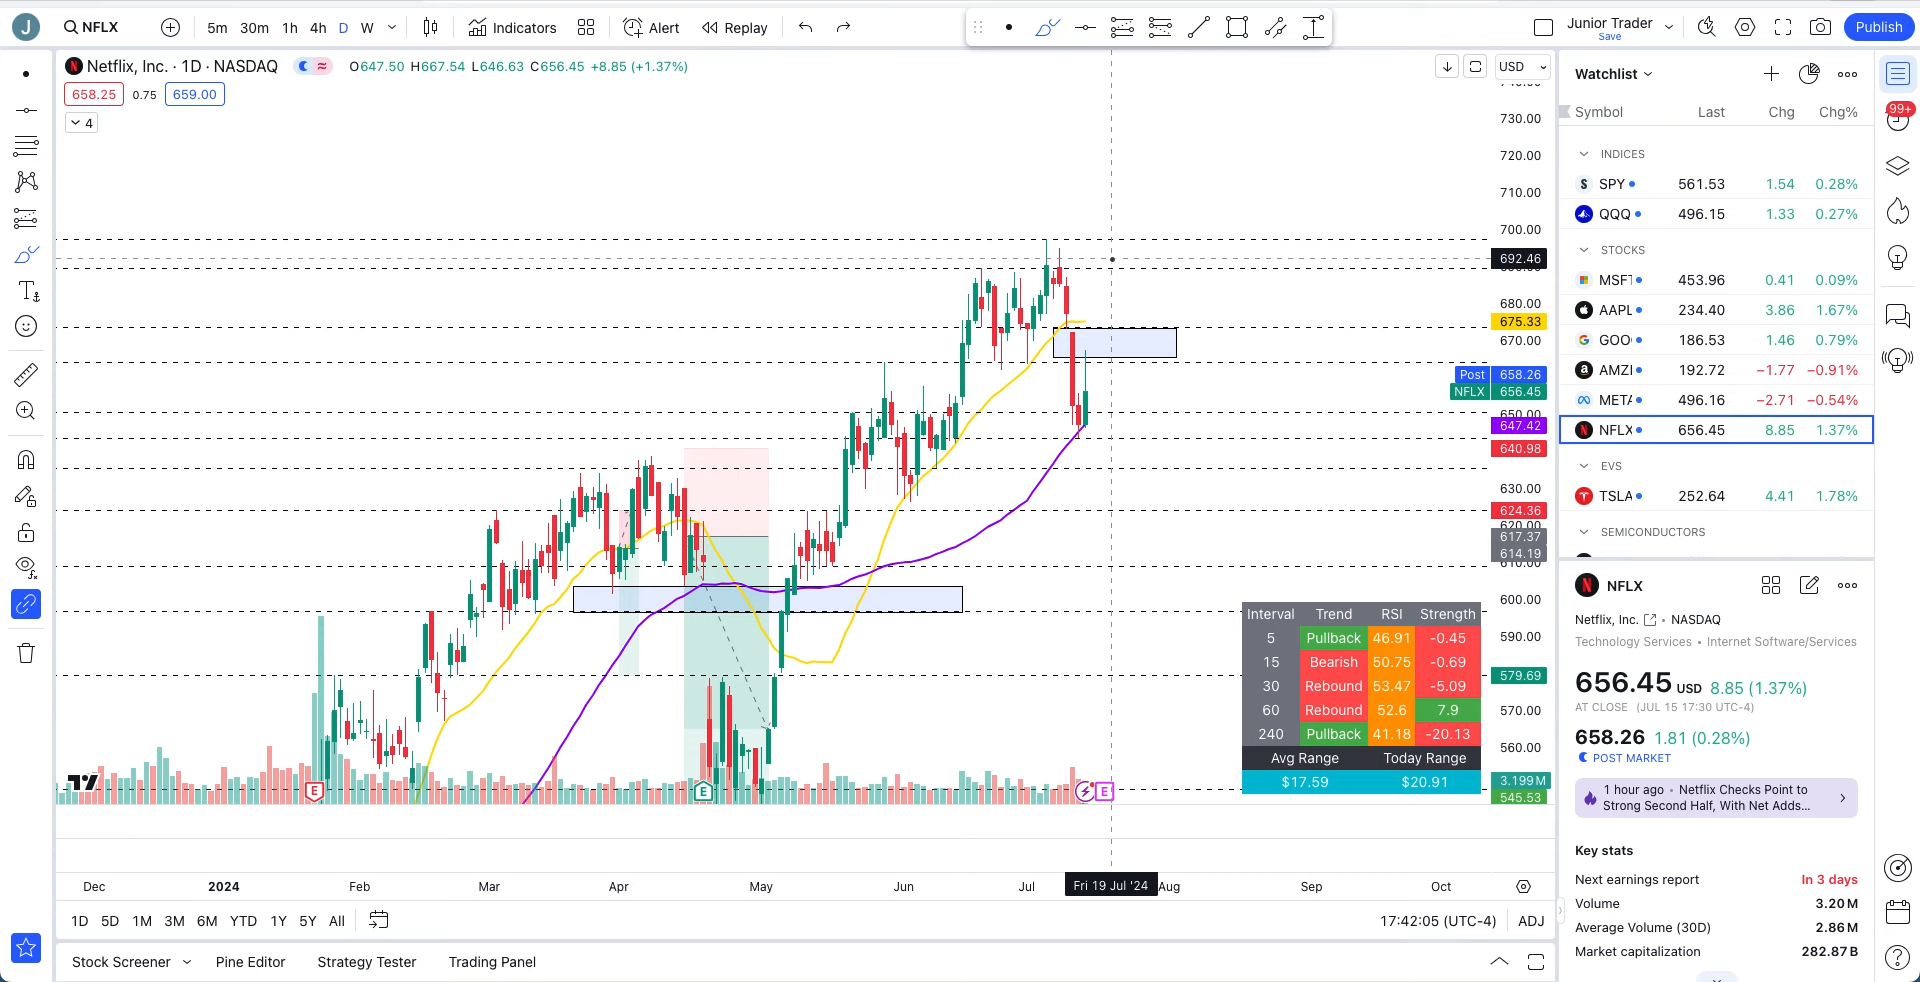 J
NFLX
5m 30m 1h 4h D W
Indicators
Alert
Replay
Junior Trader
Save
Publish
Netflix, Inc. · 1D · NASDAQ
O647.50 H667.54 L646.63 C656.45 +8.85 (+1.37%)
658.25 0.75 659.00
4
USD
730.00
720.00
710.00
700.00
692.46
680.00
675.33
670.00
Post 658.26
NFLX 656.45
650.00
647.42
640.98
630.00
624.36
620.00
617.37
614.19
610.00
600.00
590.00
579.69
570.00
560.00
3.199M
545.53
Interval Trend RSI Strength
5 Pullback 46.91 -0.45
15 Bearish 50.75 -0.69
30 Rebound 53.47 -5.09
60 Rebound 52.6 7.9
240 Pullback 41.18 -20.13
Avg Range Today Range
$17.59 $20.91
E
E
E
Dec 2024 Feb Mar Apr May Jun Jul Fri 19 Jul '24 Aug Sep Oct
1D 5D 1M 3M 6M YTD 1Y 5Y All
17:42:05 (UTC-4) ADJ
Stock Screener Pine Editor Strategy Tester Trading Panel
Watchlist
Symbol Last Chg Chg%
INDICES
SPY 561.53 1.54 0.28%
QQQ 496.15 1.33 0.27%
STOCKS
MSFT 453.96 0.41 0.09%
AAPL 234.40 3.86 1.67%
GOO 186.53 1.46 0.79%
AMZI 192.72 −1.77 −0.91%
META 496.16 −2.71 −0.54%
NFLX 656.45 8.85 1.37%
EVS
TSLA 252.64 4.41 1.78%
SEMICONDUCTORS
NFLX
Netflix, Inc. • NASDAQ
Technology Services • Internet Software/Services
656.45 USD 8.85 (1.37%)
AT CLOSE (JUL 15 17:30 UTC-4)
658.26 1.81 (0.28%)
POST MARKET
1 hour ago • Netflix Checks Point to
Strong Second Half, With Net Adds...
Key stats
Next earnings report In 3 days
Volume 3.20M
Average Volume (30D) 2.86M
Market capitalization 282.87B
99+